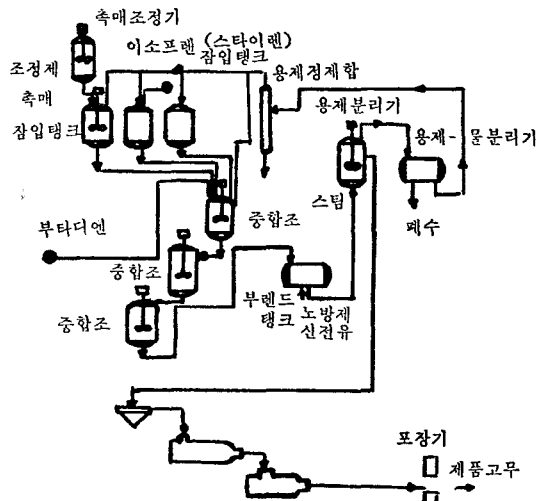 촉매조정기
이소프렌 (스타이렌)
잠입탱크
조정제
촉매
잠입탱크
용제정제합
용제분리기
용제-물분리기
스팀
폐수
중합조
부타디엔
중합조
중합조
부렌드
탱크
노방제
신전유
포장기
제품고무